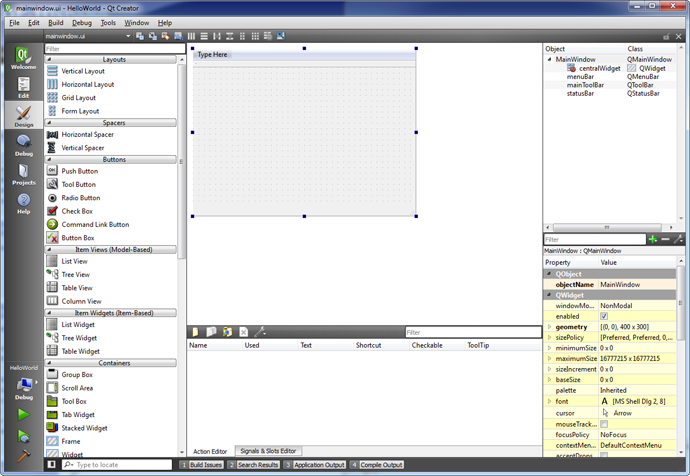 mainwindow.ui - HelloWorld - Qt Creator
File Edit Build Debug Tools Window Help
mainwindow.ui
Welcome
Edit
Design
Debug
Projects
Help
HelloWorld
Debug
Filter
Layouts
Vertical Layout
Horizontal Layout
Grid Layout
Form Layout
Spacers
Horizontal Spacer
Vertical Spacer
Buttons
OK
Push Button
Tool Button
Radio Button
Check Box
Command Link Button
Button Box
Item Views (Model-Based)
List View
Tree View
Table View
Column View
Item Widgets (Item-Based)
List Widget
Tree Widget
Table Widget
Containers
Group Box
Scroll Area
Tool Box
Tab Widget
Stacked Widget
Frame
Widget
Type Here
Filter
Name Used Text Shortcut Checkable ToolTip
Action Editor Signals & Slots Editor
Object Class
MainWindow QMainWindow
centralWidget QWidget
menuBar QMenuBar
mainToolBar QToolBar
statusBar QStatusBar
Filter
MainWindow : QMainWindow
Property Value
QObject
objectName MainWindow
QWidget
windowMo... NonModal
enabled
geometry [(0, 0), 400 x 300]
sizePolicy [Preferred, Preferred, 0,...
minimumSize 0 x 0
maximumSize 16777215 x 16777215
sizeIncrement 0 x 0
baseSize 0 x 0
palette Inherited
font A [MS Shell Dlg 2, 8]
cursor Arrow
mouseTrack...
focusPolicy NoFocus
contextMen... DefaultContextMenu
acceptDrops
Type to locate 1 Build Issues 2 Search Results 3 Application Output 4 Compile Output